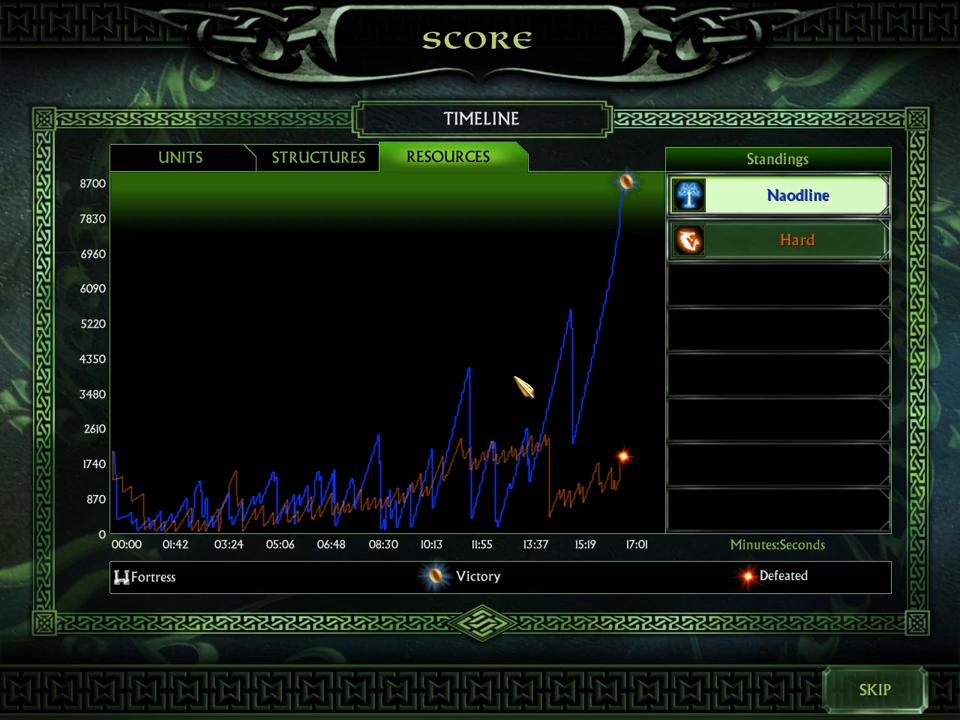 SCORE
TIMELINE
UNITS STRUCTURES RESOURCES
Standings
Naodline
Hard
8700
7830
6960
6090
5220
4350
3480
2610
1740
870
0
00:00 01:42 03:24 05:06 06:48 08:30 10:13 11:55 13:37 15:19 17:01
Minutes:Seconds
Fortress Victory Defeated
SKIP